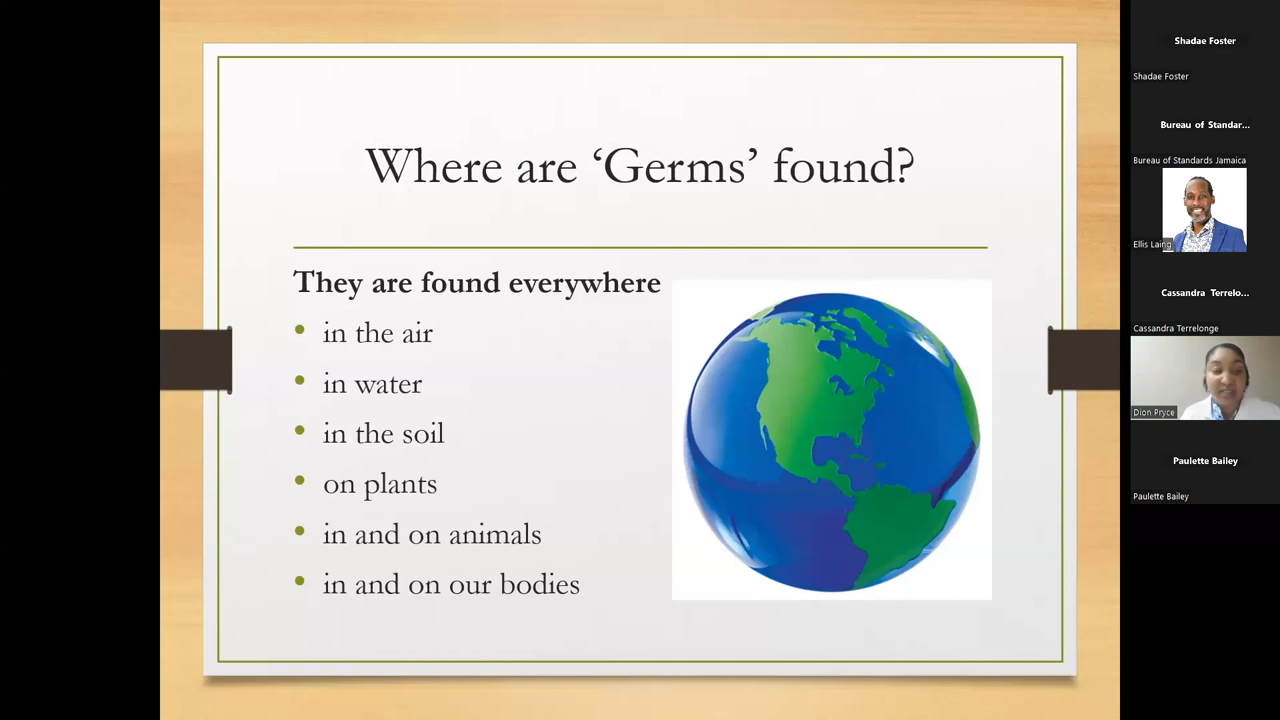 Where are ‘Germs’ found?
They are found everywhere
• in the air
• in water
• in the soil
• on plants
• in and on animals
• in and on our bodies
Shadae Foster
Shadae Foster
Bureau of Standar...
Bureau of Standards Jamaica
Ellis Laing
Cassandra Terrelo...
Cassandra Terrelonge
Dion Pryce
Paulette Bailey
Paulette Bailey